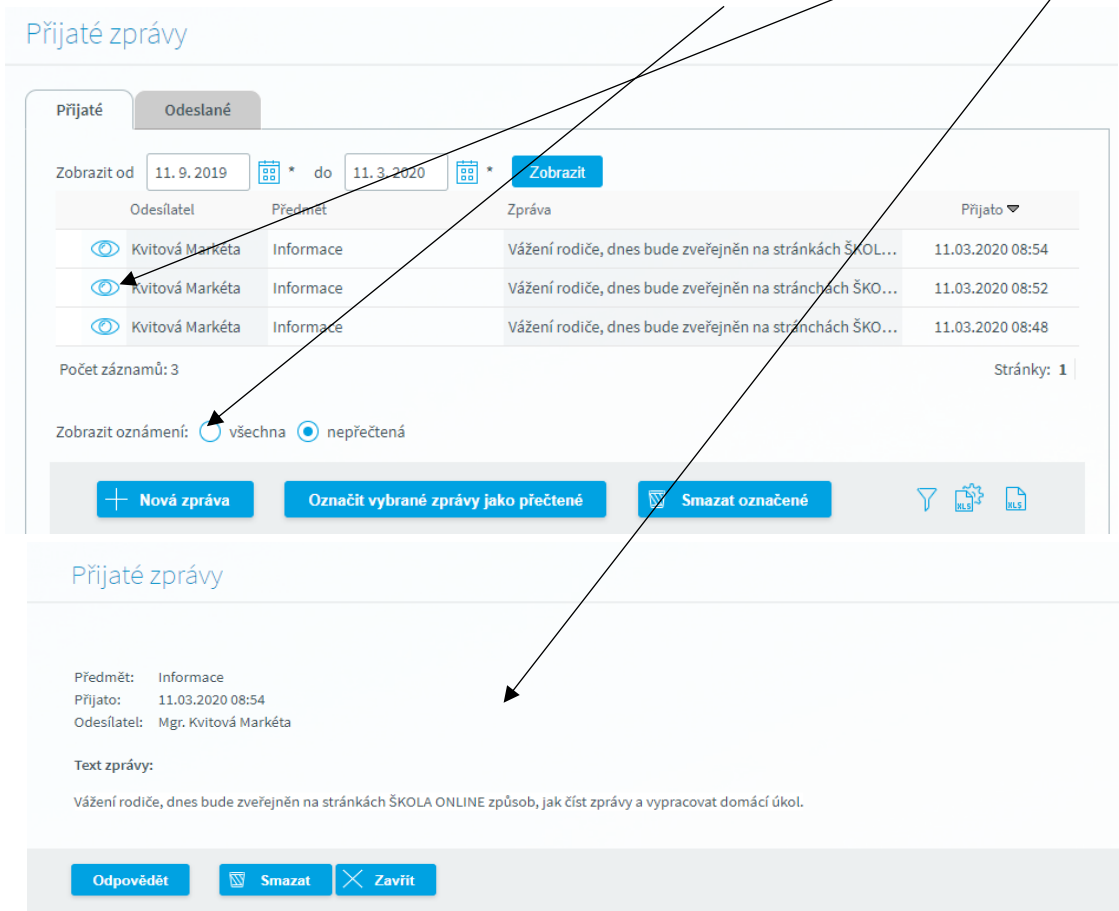 Přijaté zprávy
Přijaté Odeslané
Zobrazit od 11. 9. 2019 * do 11. 3. 2020 * Zobrazit
Odesílatel Předmět Zpráva Přijato
Kvitová Markéta Informace Vážení rodiče, dnes bude zveřejněn na stránkách ŠKOL... 11.03.2020 08:54
Kvitová Markéta Informace Vážení rodiče, dnes bude zveřejněn na stránchách ŠKO... 11.03.2020 08:52
Kvitová Markéta Informace Vážení rodiče, dnes bude zveřejněn na stránchách ŠKO... 11.03.2020 08:48
Počet záznamů: 3 Stránky: 1
Zobrazit oznámení: všechna nepřečtená
Nová zpráva Označit vybrané zprávy jako přečtené Smazat označené XLS XLS
Přijaté zprávy
Předmět: Informace
Přijato: 11.03.2020 08:54
Odesílatel: Mgr. Kvitová Markéta
Text zprávy:
Vážení rodiče, dnes bude zveřejněn na stránkách ŠKOLA ONLINE způsob, jak číst zprávy a vypracovat domácí úkol.
Odpovědět Smazat Zavřít